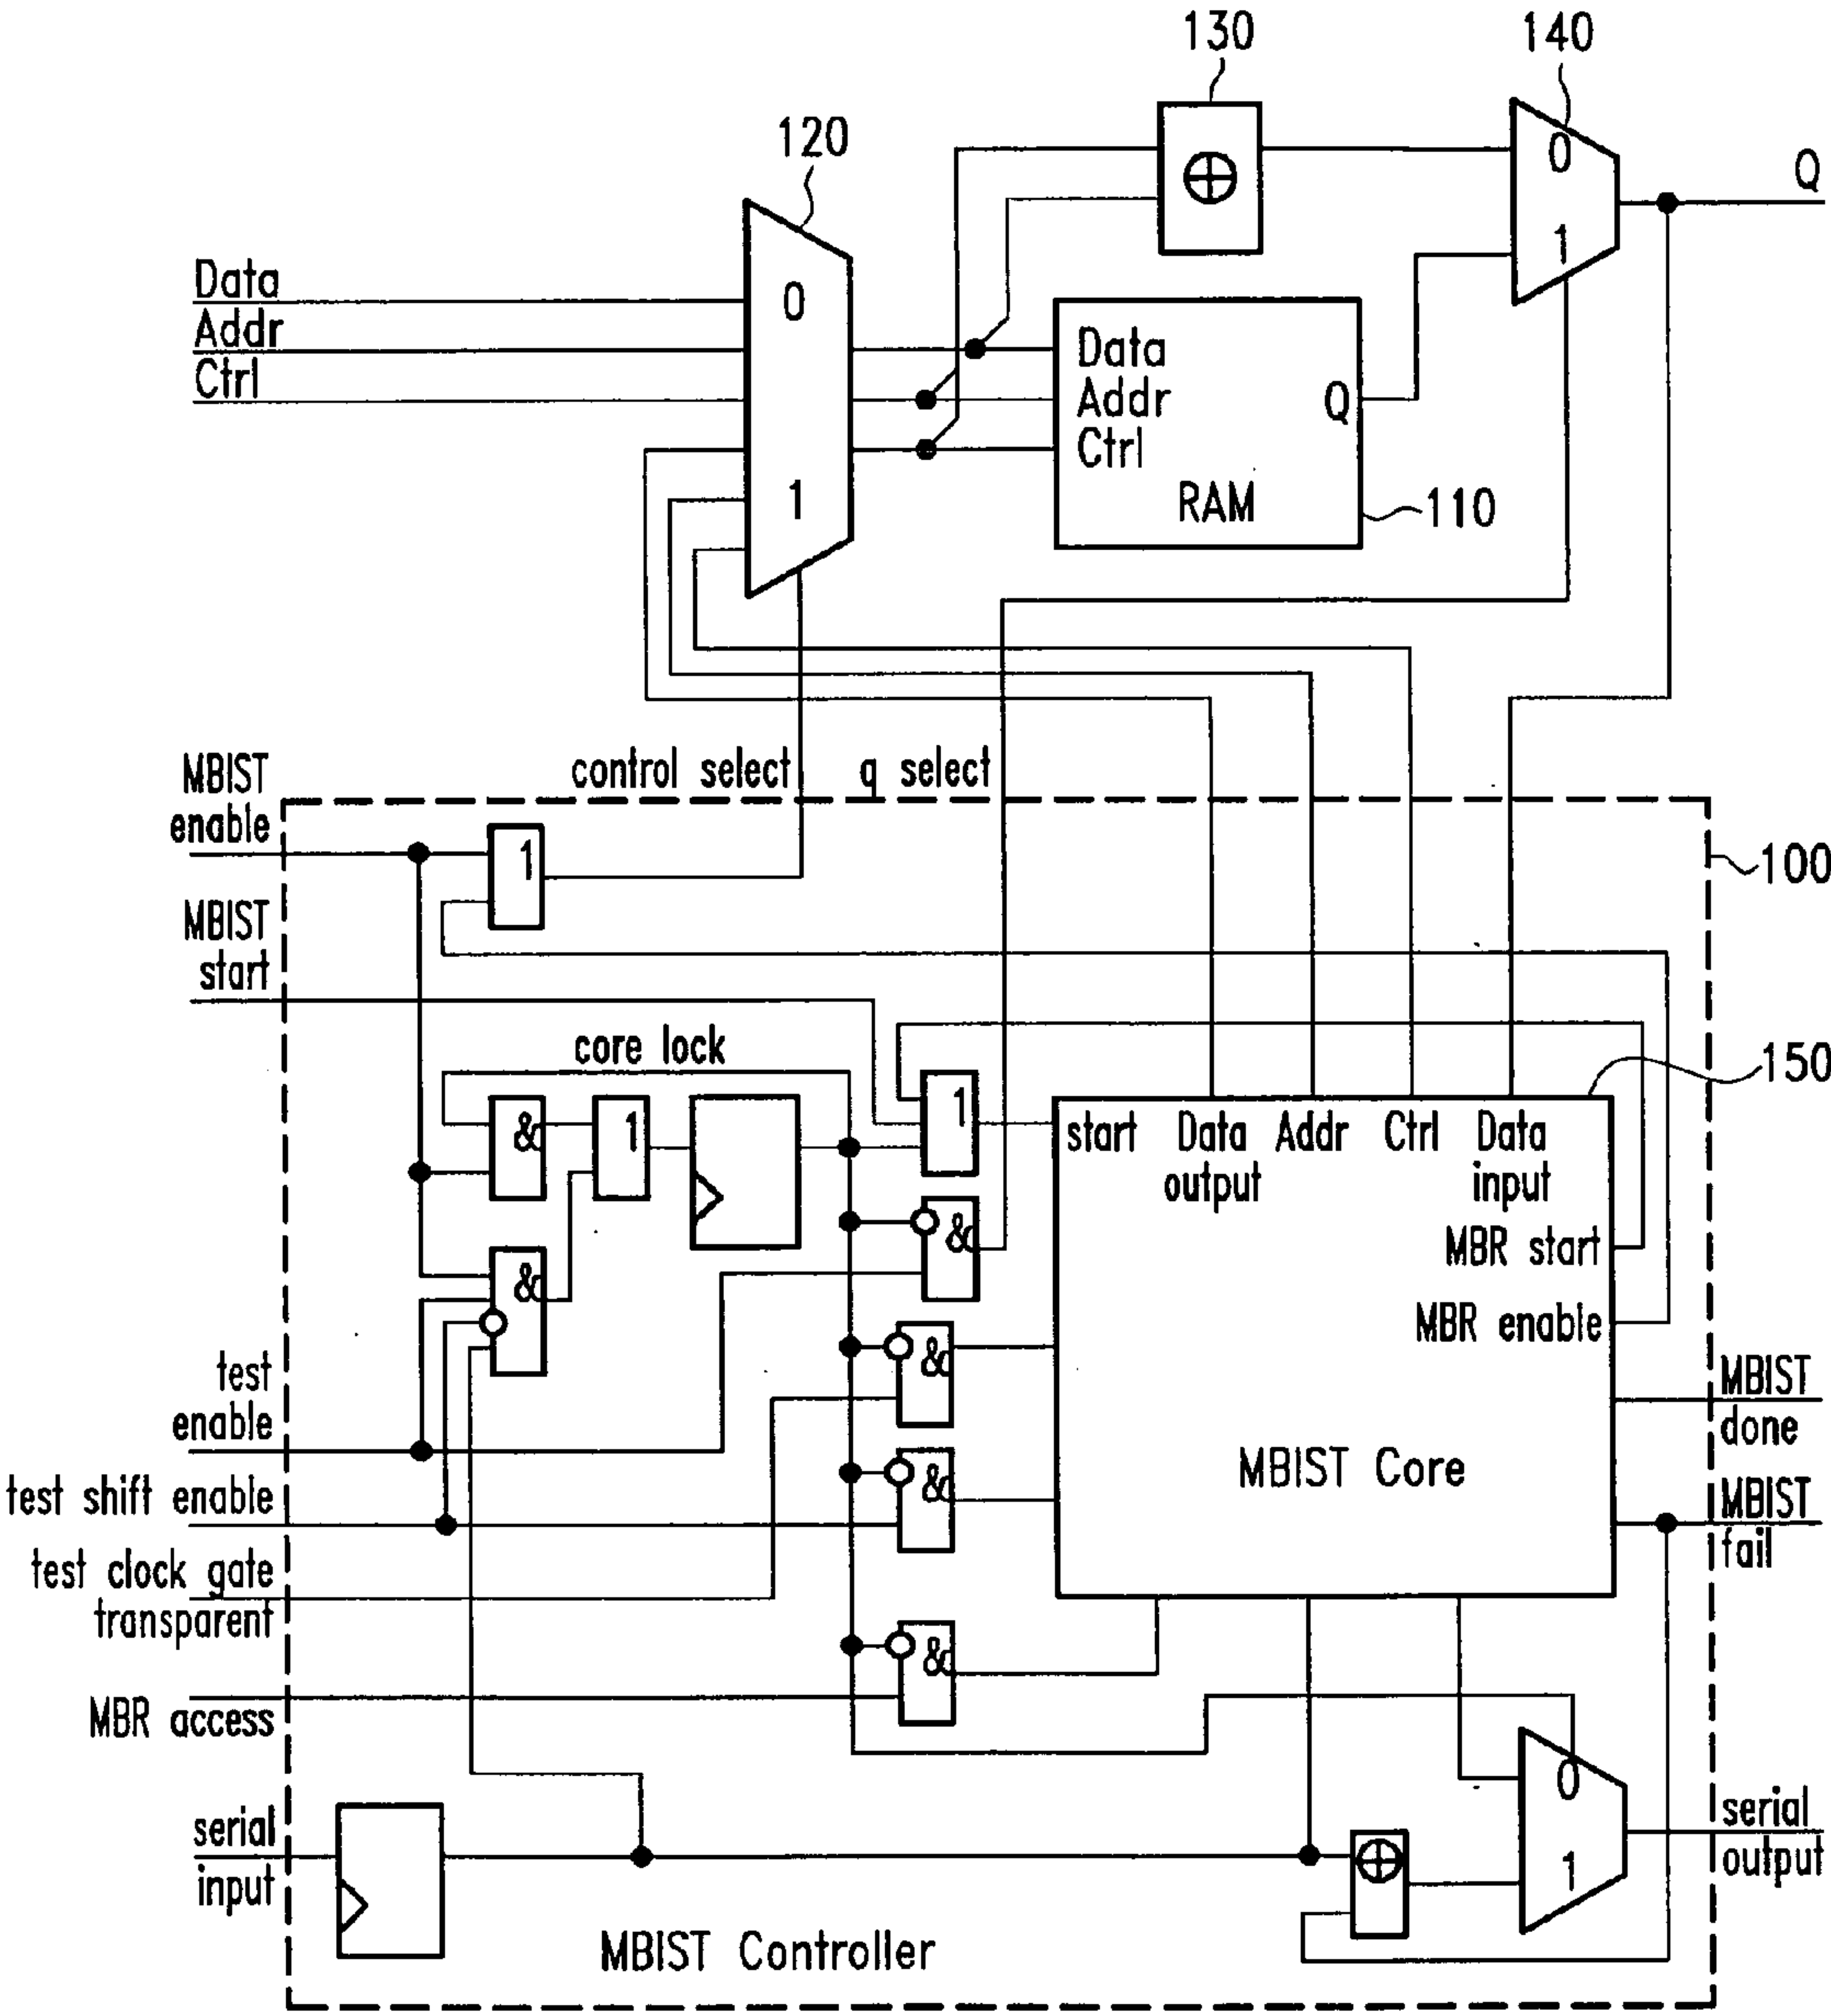 130
140
120
Q
0
1
Data
Addr
Ctrl
0
1
Data
Addr
Ctrl
Q
RAM
110
MBIST
enable
control select
q select
1
100
MBIST
start
core lock
150
&
1
1
start
Data
output
Addr
Ctrl
Data
input
&
&
MBR start
MBR enable
test
enable
&
MBIST
done
MBIST Core
test shift enable
&
MBIST
fail
test clock gate
transparent
MBR access
&
serial
input
0
1
serial
output
MBIST Controller